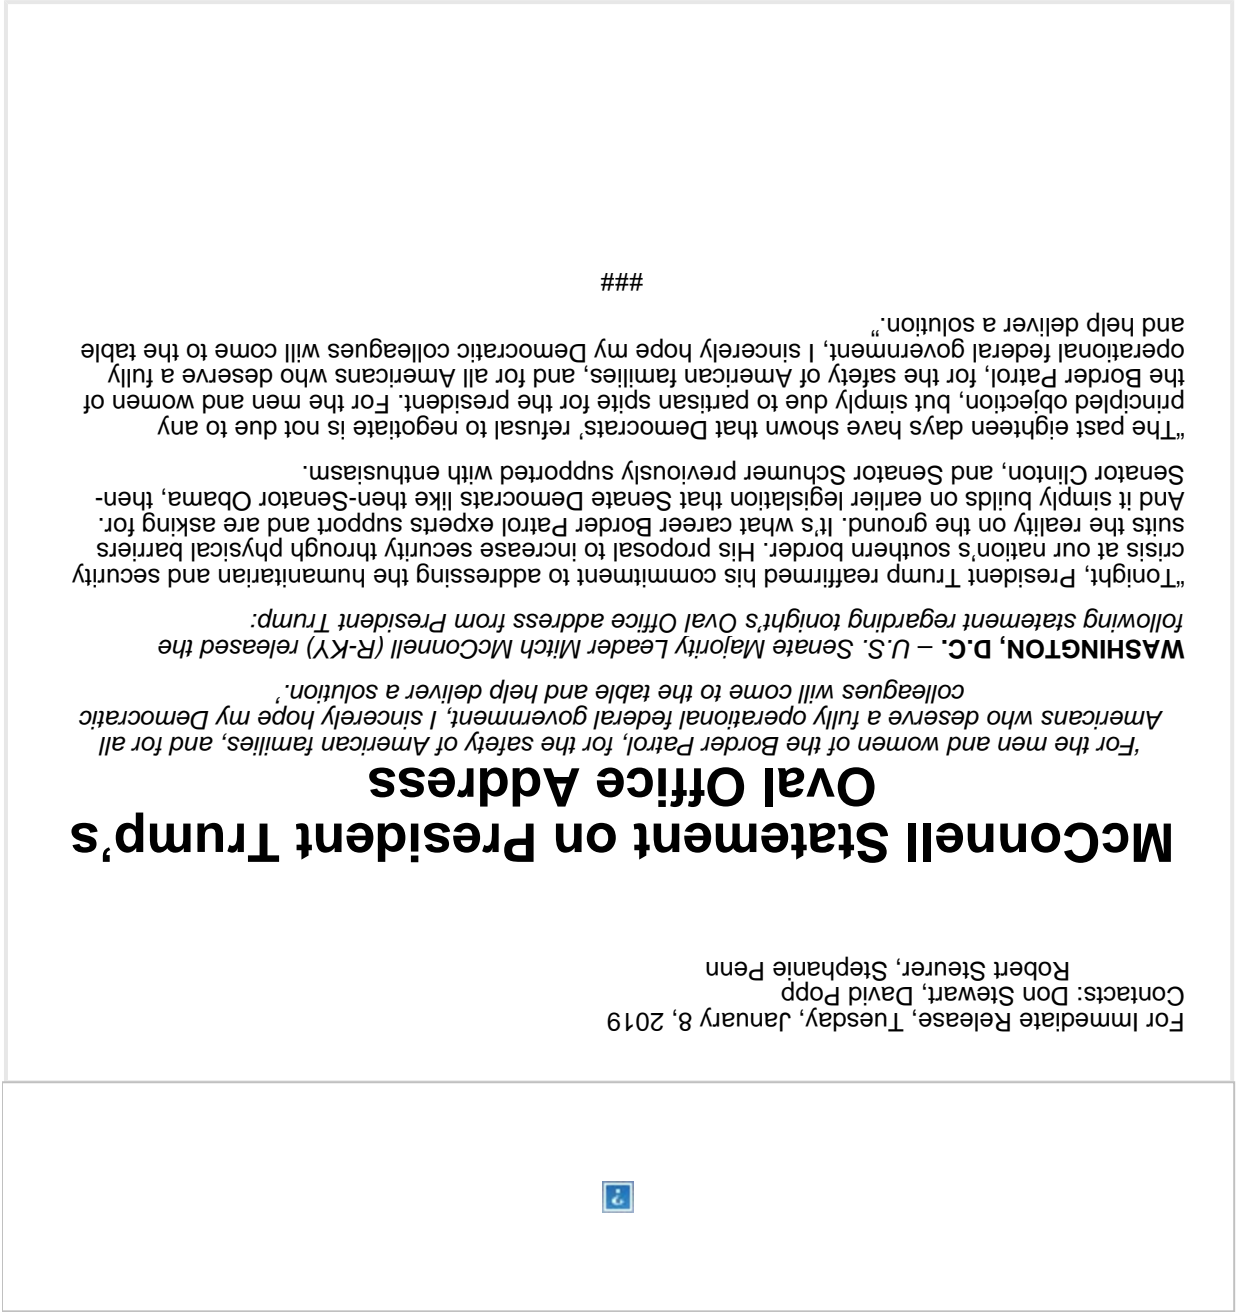 ?
For Immediate Release, Tuesday, January 8, 2019
Contacts: Don Stewart, David Popp
Robert Steurer, Stephanie Penn
McConnell Statement on President Trump’s
Oval Office Address
‘For the men and women of the Border Patrol, for the safety of American families, and for all
Americans who deserve a fully operational federal government, I sincerely hope my Democratic
colleagues will come to the table and help deliver a solution.’
WASHINGTON, D.C. – U.S. Senate Majority Leader Mitch McConnell (R-KY) released the
following statement regarding tonight’s Oval Office address from President Trump:
“Tonight, President Trump reaffirmed his commitment to addressing the humanitarian and security
crisis at our nation’s southern border. His proposal to increase security through physical barriers
suits the reality on the ground. It’s what career Border Patrol experts support and are asking for.
And it simply builds on earlier legislation that Senate Democrats like then-Senator Obama, then-
Senator Clinton, and Senator Schumer previously supported with enthusiasm.
“The past eighteen days have shown that Democrats’ refusal to negotiate is not due to any
principled objection, but simply due to partisan spite for the president. For the men and women of
the Border Patrol, for the safety of American families, and for all Americans who deserve a fully
operational federal government, I sincerely hope my Democratic colleagues will come to the table
and help deliver a solution.”
###